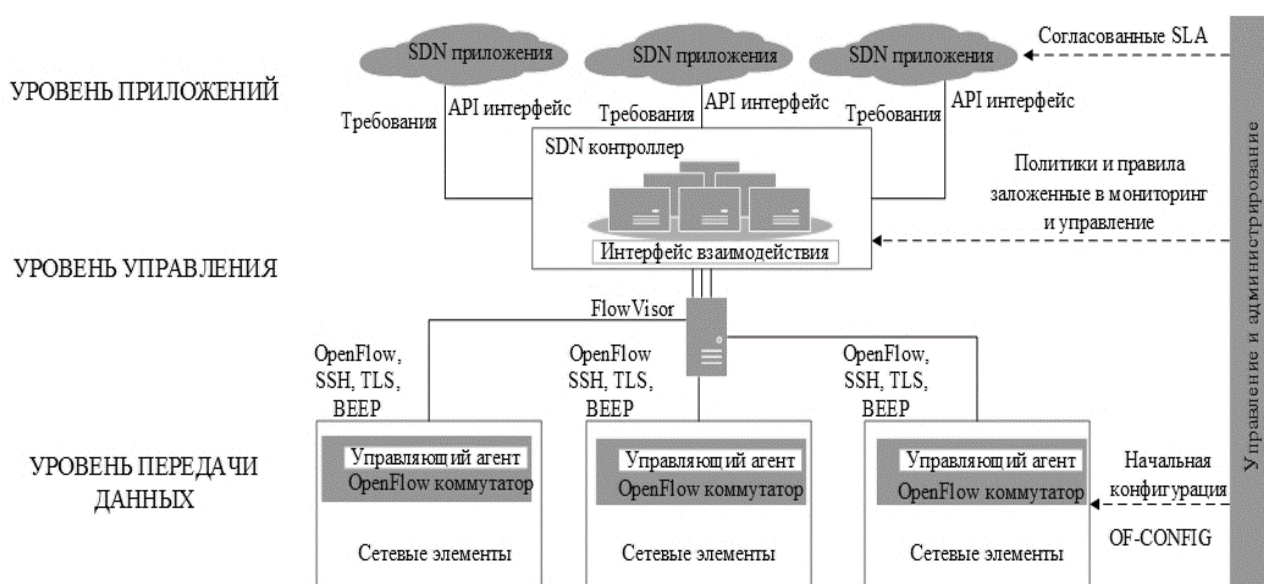 SDN приложения
SDN приложения
SDN приложения
Согласованные SLA
УРОВЕНЬ ПРИЛОЖЕНИЙ
Требования
API интерфейс
Требования
API интерфейс
Требования
API интерфейс
SDN контроллер
Интерфейс взаимодействия
Политики и правила
заложенные в мониторинг
и управление
УРОВЕНЬ УПРАВЛЕНИЯ
FlowVisor
OpenFlow,
SSH, TLS,
BEEP
OpenFlow
SSH, TLS,
BEEP
OpenFlow,
SSH, TLS,
BEEP
УРОВЕНЬ ПЕРЕДАЧИ
ДАННЫХ
Управляющий агент
OpenFlow коммутатор
Сетевые элементы
Управляющий агент
OpenFlow коммутатор
Сетевые элементы
Управляющий агент
OpenFlow коммутатор
Сетевые элементы
Начальная
конфигурация
OF-CONFIG
Управление и администрирование